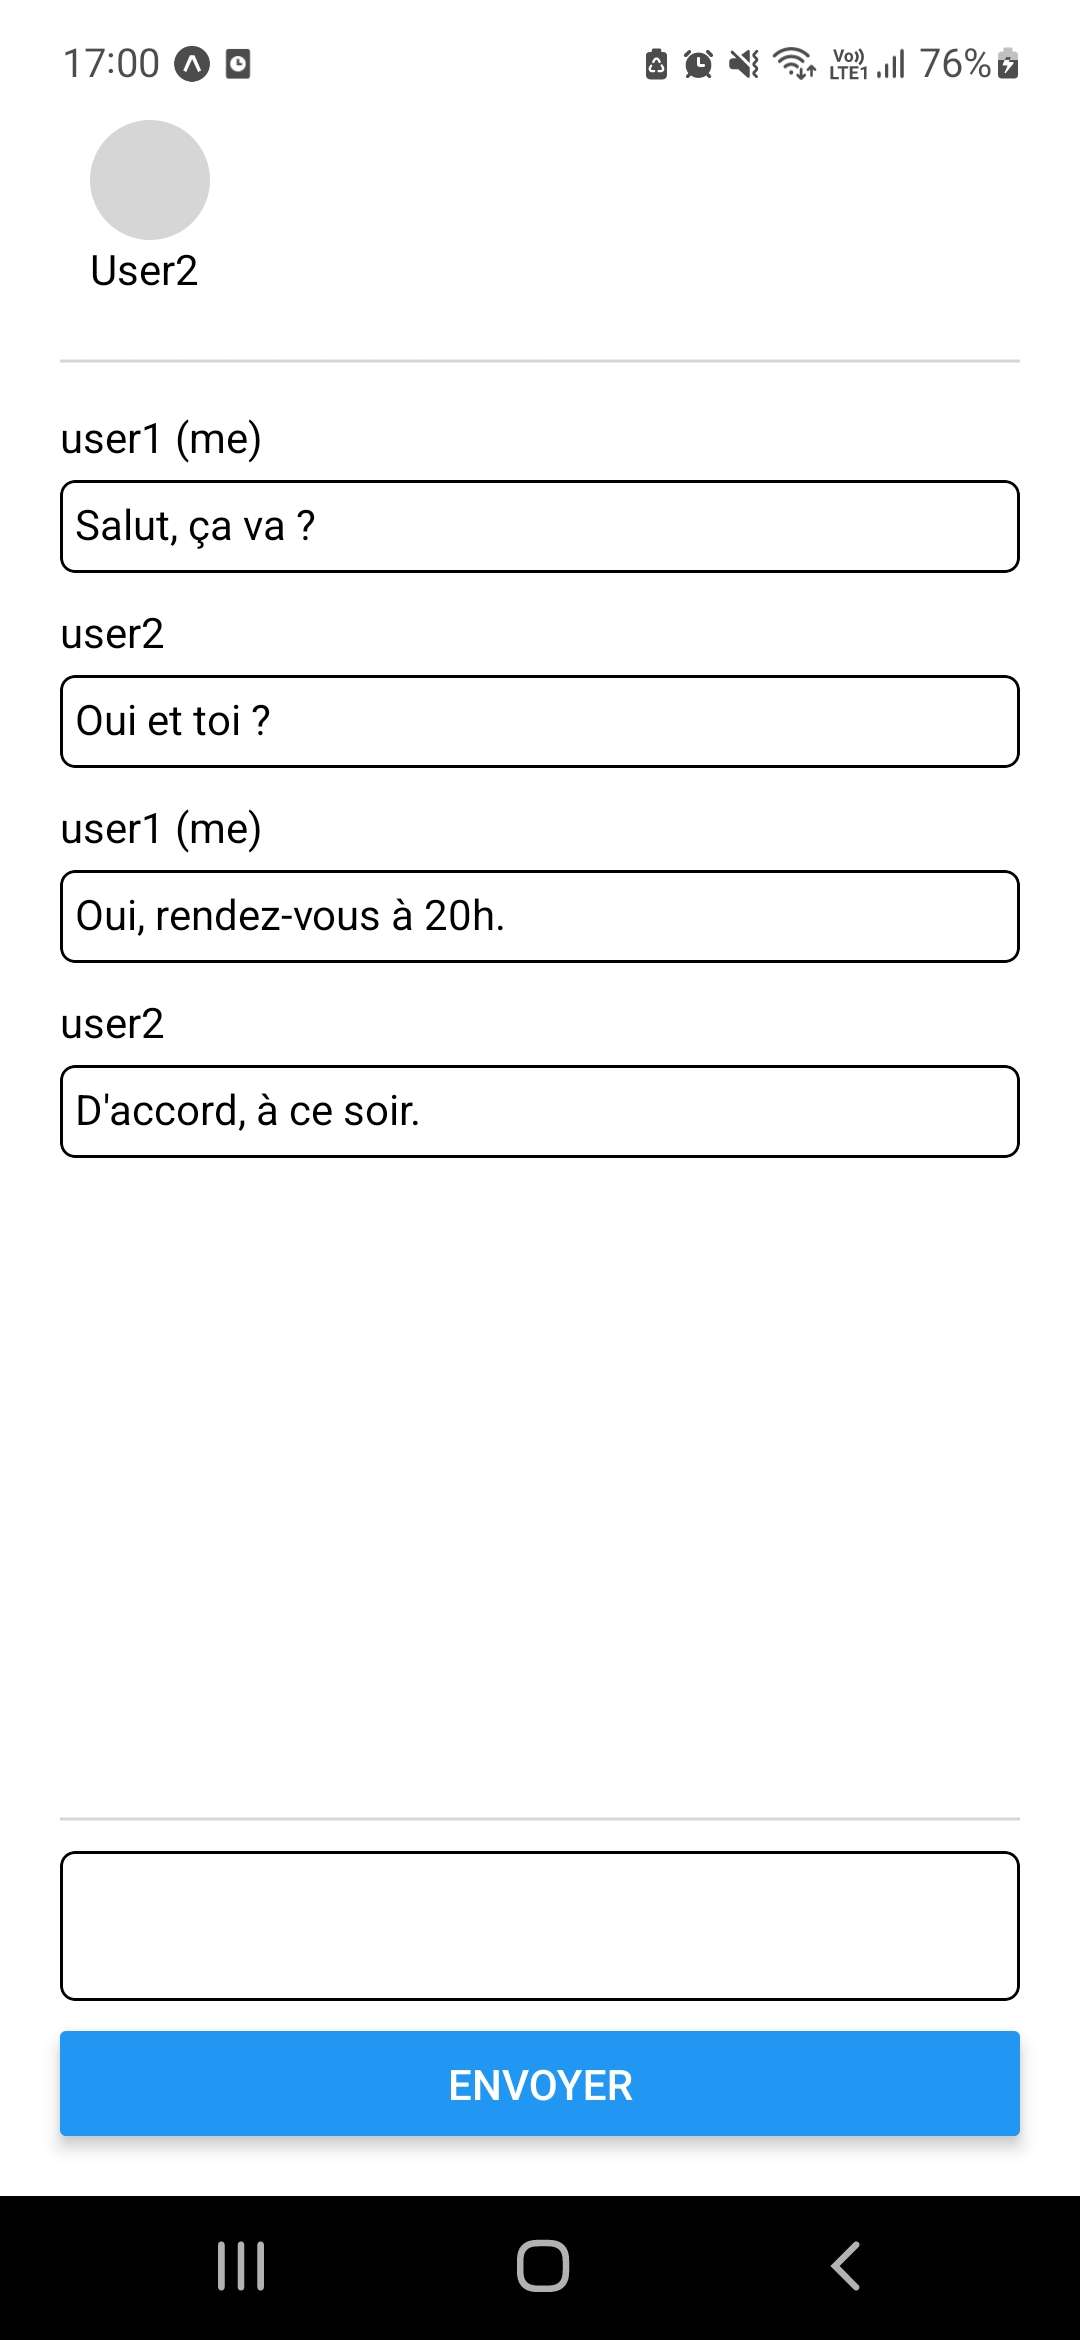 17:00 Vo)) LTE1 76%
User2
user1 (me)
Salut, ça va ?
user2
Oui et toi ?
user1 (me)
Oui, rendez-vous à 20h.
user2
D'accord, à ce soir.
ENVOYER